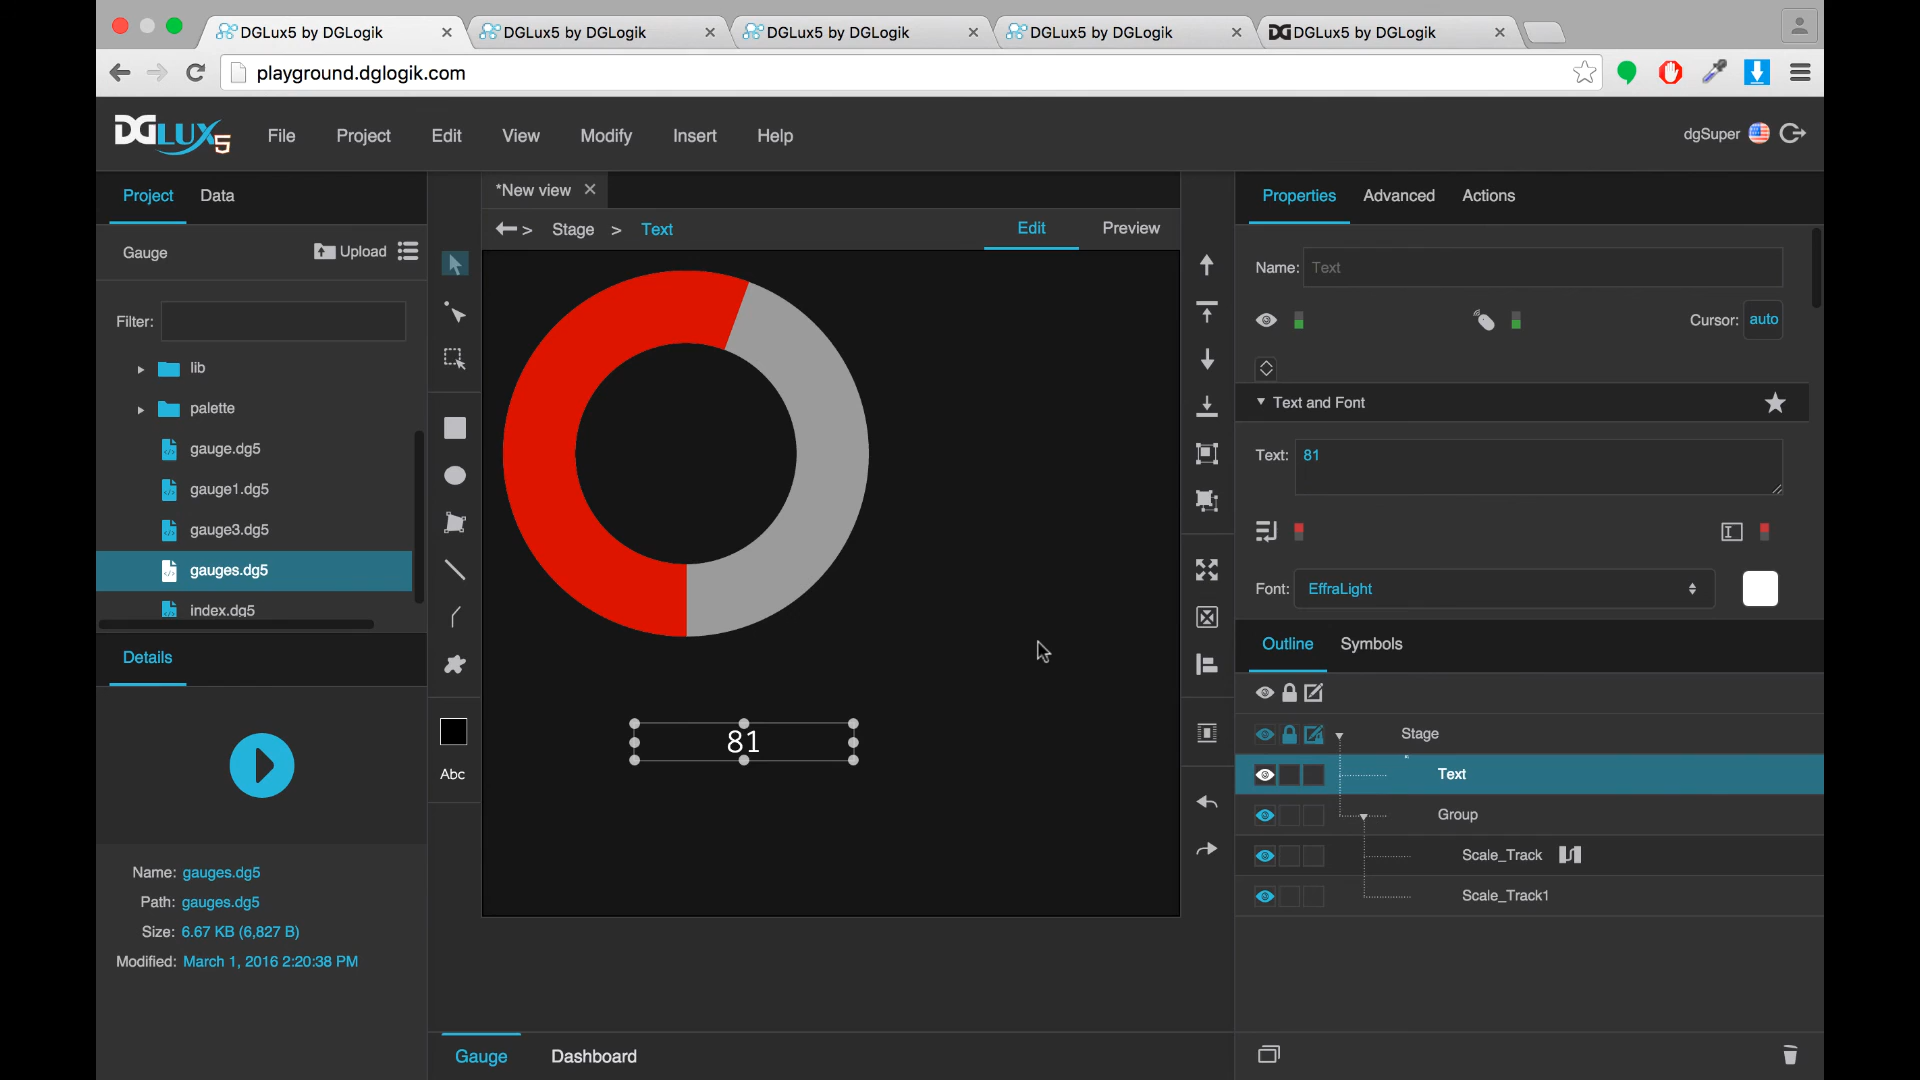 DGLux5 by DGLogik
DGLux5 by DGLogik
DGLux5 by DGLogik
DGLux5 by DGLogik
DG DGLux5 by DGLogik
playground.dglogik.com
DGLUX5
File
Project
Edit
View
Modify
Insert
Help
dgSuper
Project
Data
*New view
Properties
Advanced
Actions
Gauge
Upload
Stage
>
Text
Edit
Preview
Name:
Text
Filter:
Cursor: auto
lib
palette
gauge.dg5
gauge1.dg5
gauge3.dg5
gauges.dg5
index.dg5
Text and Font
Text: 81
Font: EffraLight
Outline
Symbols
Details
81
Abc
Stage
Text
Group
Scale_Track
Scale_Track1
Name: gauges.dg5
Path: gauges.dg5
Size: 6.67 KB (6,827 B)
Modified: March 1, 2016 2:20:38 PM
Gauge
Dashboard